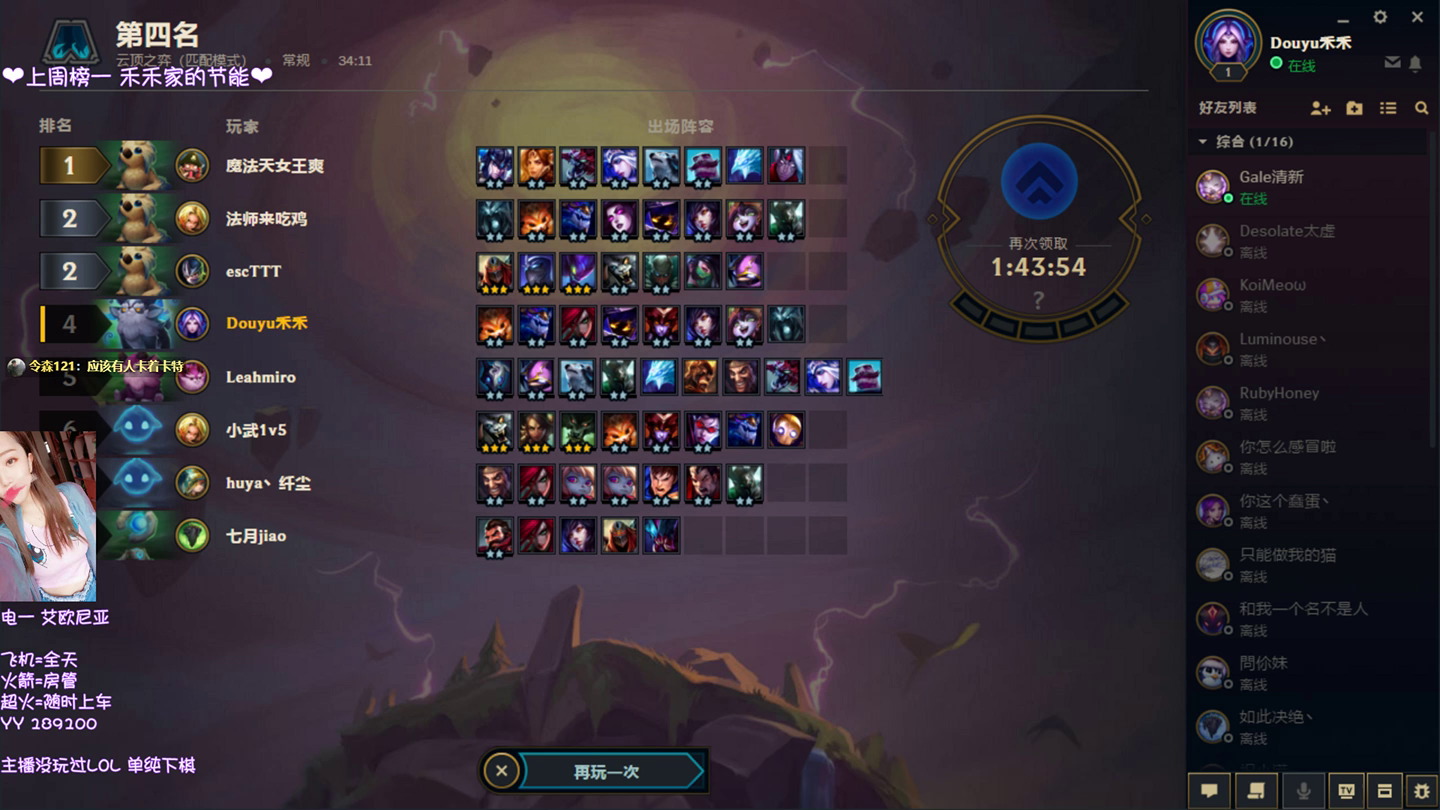 第四名
云顶之弈（匹配模式） • 常规 • 34:11
❤上周榜一 禾禾家的节能❤
排名 玩家 出场阵容
1 魔法天女王爽
2 法师来吃鸡
2 escTTT
4 Douyu禾禾
令森121：应该有人卡着卡特
5 Leahmiro
6 小武1v5
huya丶纤尘
七月jiao
再次领取
1:43:54
?
电一 艾欧尼亚
飞机=全天
火箭=房管
超火=随时上车
YY 289200
主播没玩过LOL 单纯下棋
再玩一次
Douyu禾禾
在线
1
好友列表
综合 (1/16)
Gale清新
在线
Desolate太虚
离线
KoiMeoω
离线
Luminouse丶
离线
RubyHoney
离线
你怎么感冒啦
离线
你这个蠢蛋丶
离线
只能做我的猫
离线
和我一个名不是人
离线
問伱妹
离线
如此决绝丶
离线
TV